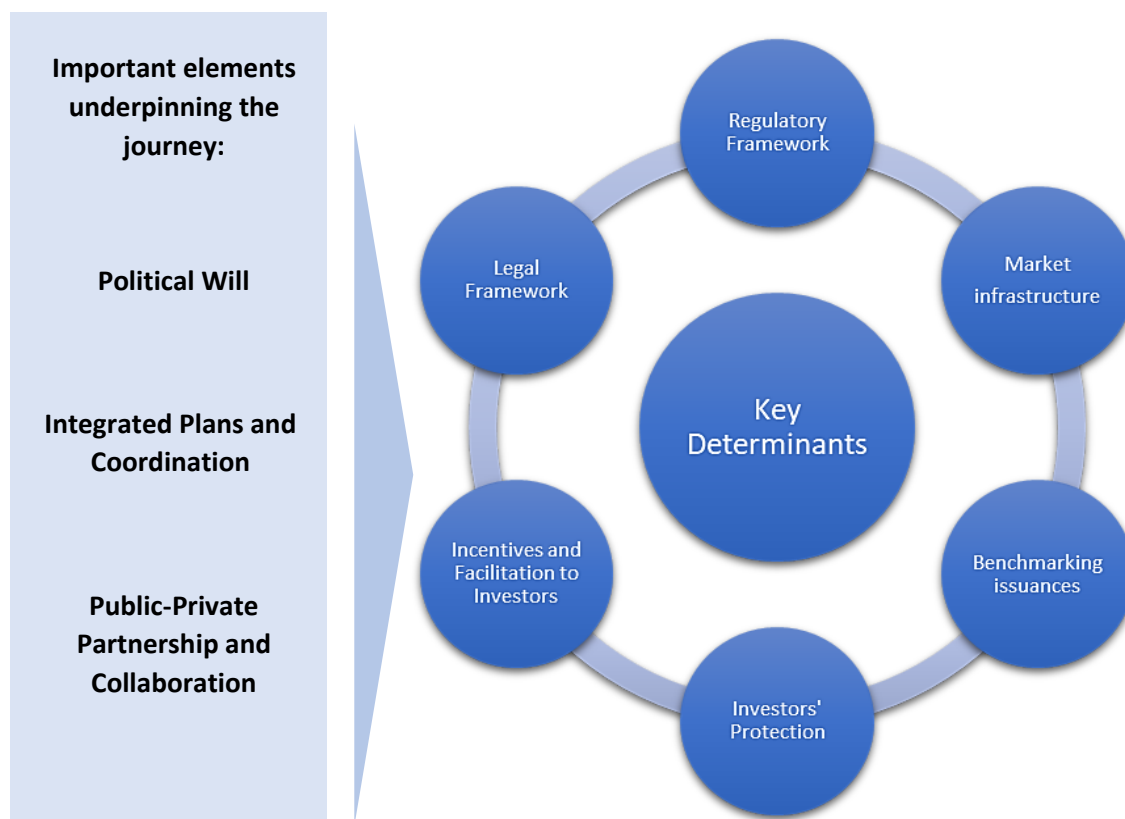 Important elements
underpinning the
journey:
Political Will
Integrated Plans and
Coordination
Public-Private
Partnership and
Collaboration
Regulatory
Framework
Market
infrastructure
Benchmarking
issuances
Investors'
Protection
Incentives and
Facilitation to
Investors
Legal
Framework
Key
Determinants